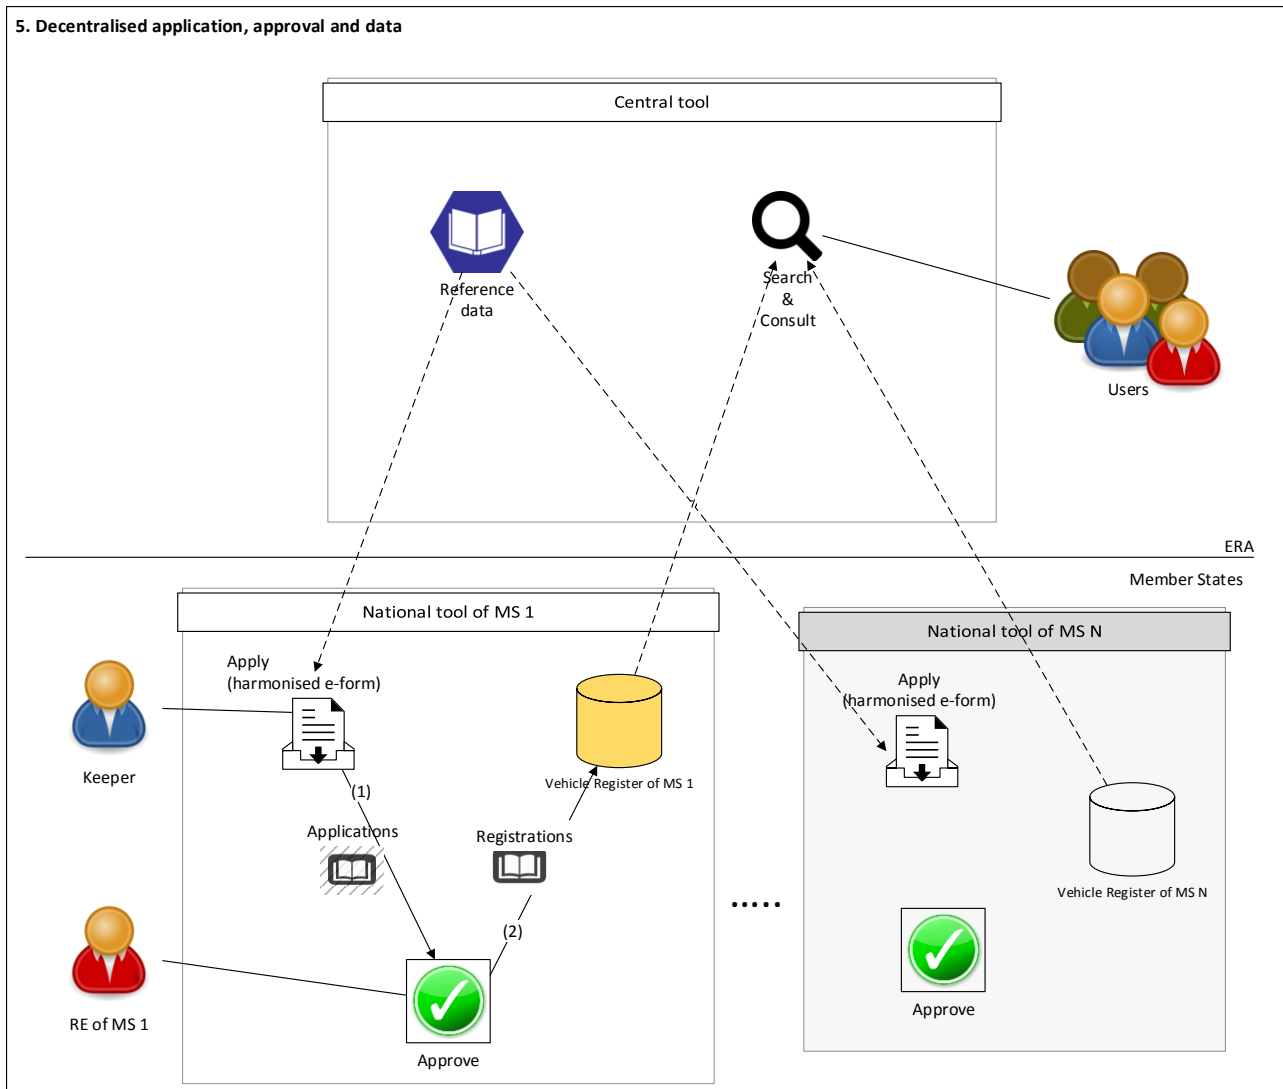 5. Decentralised application, approval and data
Central tool
Reference
data
Search
&
Consult
Users
ERA
Member States
National tool of MS 1
National tool of MS N
Apply
(harmonised e-form)
Keeper
Vehicle Register of MS 1
(1)
Applications
Registrations
(2)
RE of MS 1
Approve
.....
Apply
(harmonised e-form)
Vehicle Register of MS N
Approve